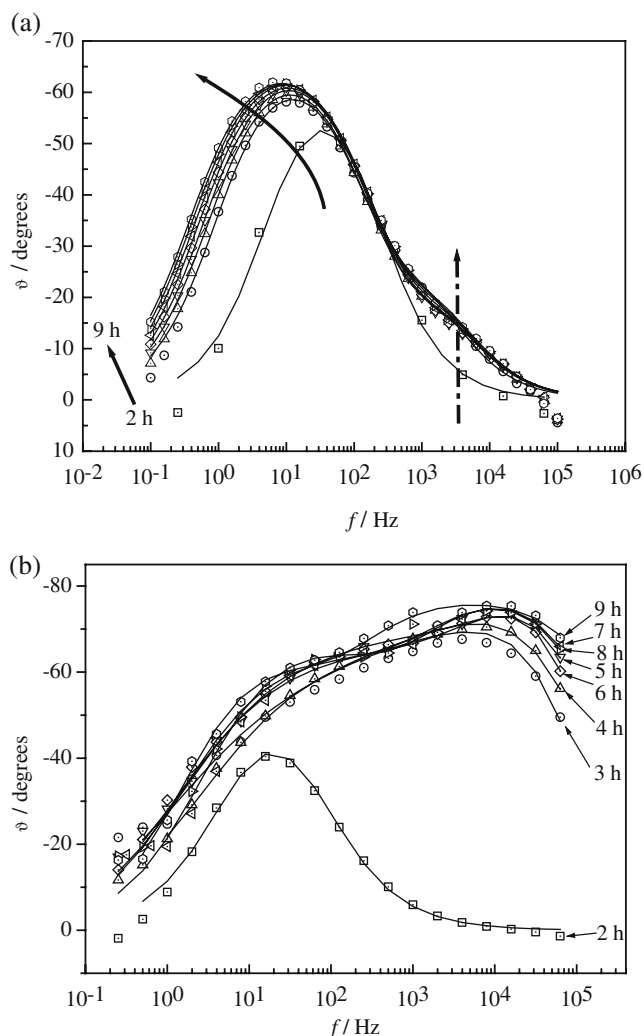 (a)
-70
-60
-50
-40
-30
-20
-10
0
10
ϑ / degrees
9 h
2 h
10-2 10-1 100 101 102 103 104 105 106
f / Hz
(b)
-80
-60
-40
-20
0
ϑ / degrees
9 h
7 h
8 h
5 h
6 h
4 h
3 h
2 h
10-1 100 101 102 103 104 105
f / Hz